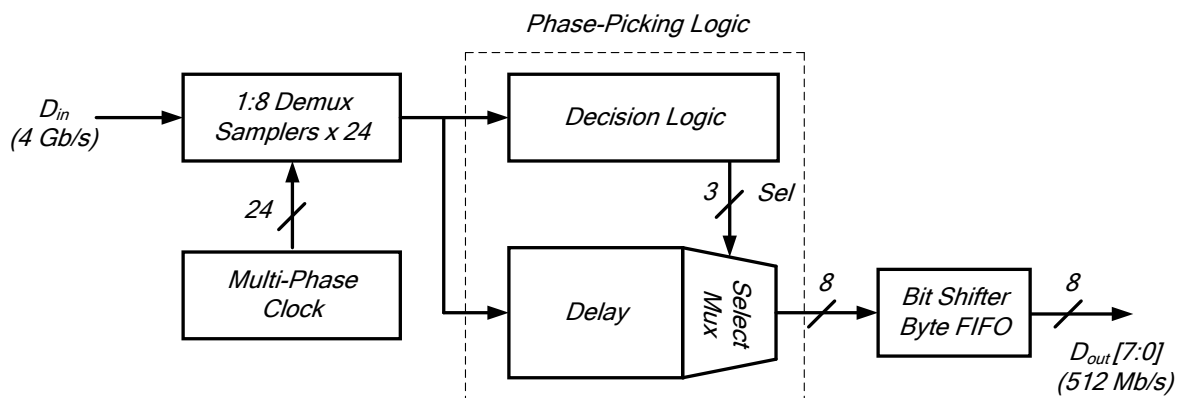 Phase-Picking Logic
D_in
(4 Gb/s)
1:8 Demux
Samplers x 24
Decision Logic
3
Sel
24
Multi-Phase
Clock
Delay
Select
Mux
8
Bit Shifter
Byte FIFO
8
D_out [7:0]
(512 Mb/s)